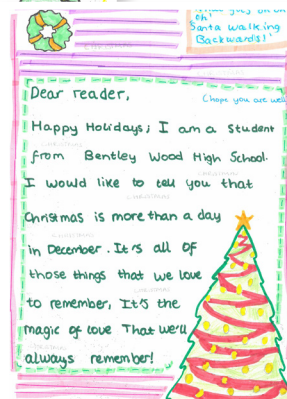 oh!
Santa walking
Backwards!'
Dear reader,
(hope you are well
Happy Holidays; I am a student
from Bentley Wood High School.
I would like to tell you that
Christmas is more than a day
in December. It's all of
those things that we love
to remember, It's the
magic of love That we'll
always remember!